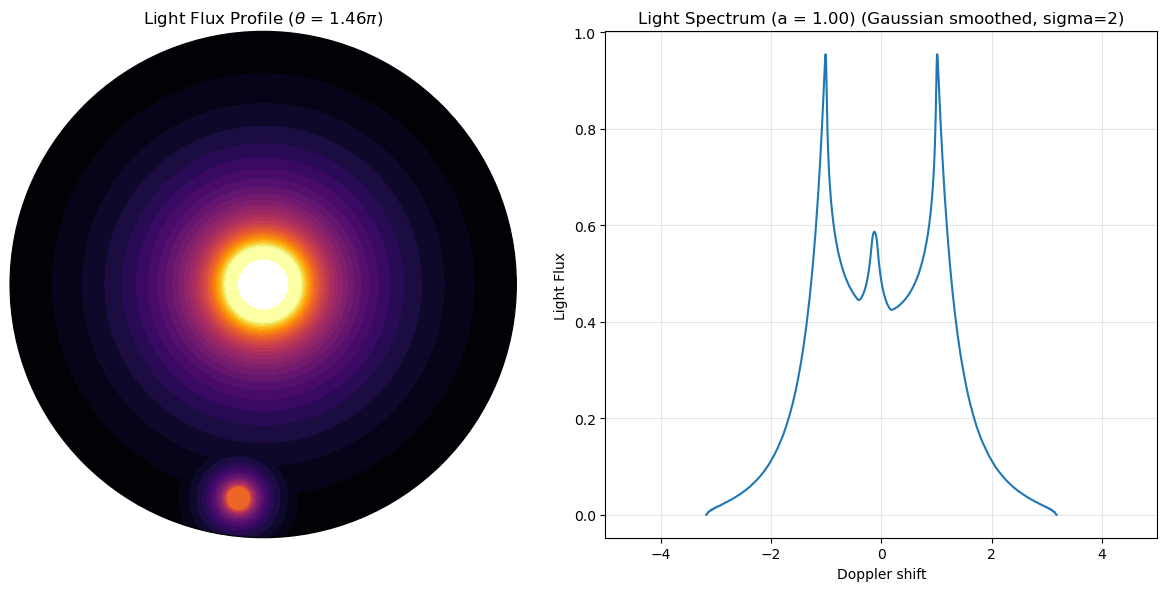 Light Flux Profile (θ = 1.46π)
Light Spectrum (a = 1.00) (Gaussian smoothed, sigma=2)
Light Flux
1.0
0.8
0.6
0.4
0.2
0.0
−4 −2 0 2 4
Doppler shift